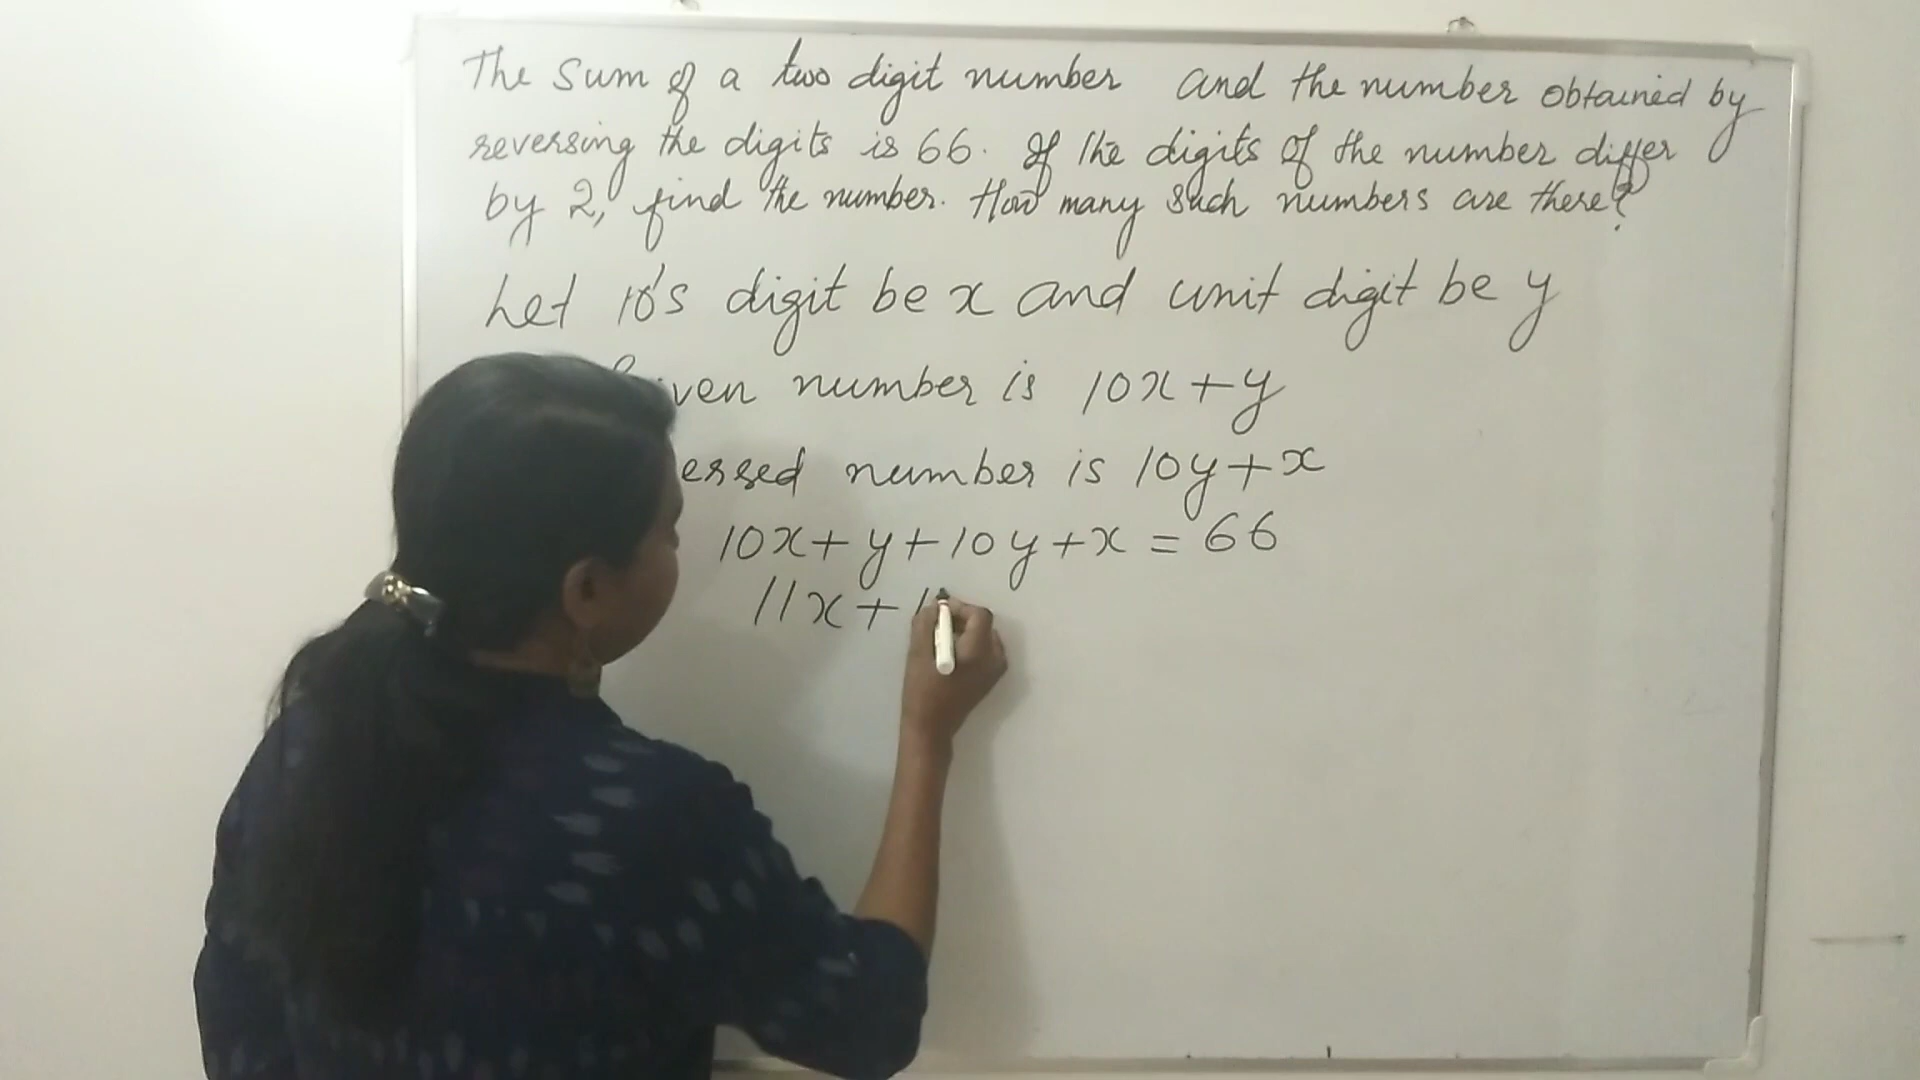 The sum of a two digit number and the number obtained by
reversing the digits is 66. If the digits of the number differ
by 2, find the number. How many such numbers are there?
Let 10's digit be x and unit digit be y
number is 10x+y
number is 10y+x
10x+y+10y+x=66
11x+1